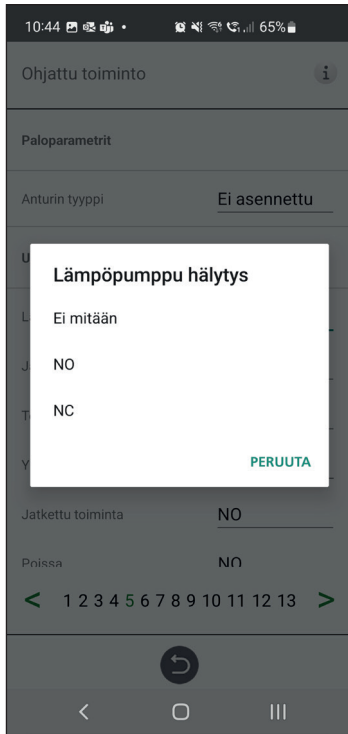 10:44 65%
Ohjattu toiminto i
Paloparametrit
Anturin tyyppi Ei asennettu
U
Lämpöpumppu hälytys
L
Ei mitään
J
NO
T
NC
Y
PERUUTA
Jatkettu toiminta NO
Poissa NO
< 1 2 3 4 5 6 7 8 9 10 11 12 13 >